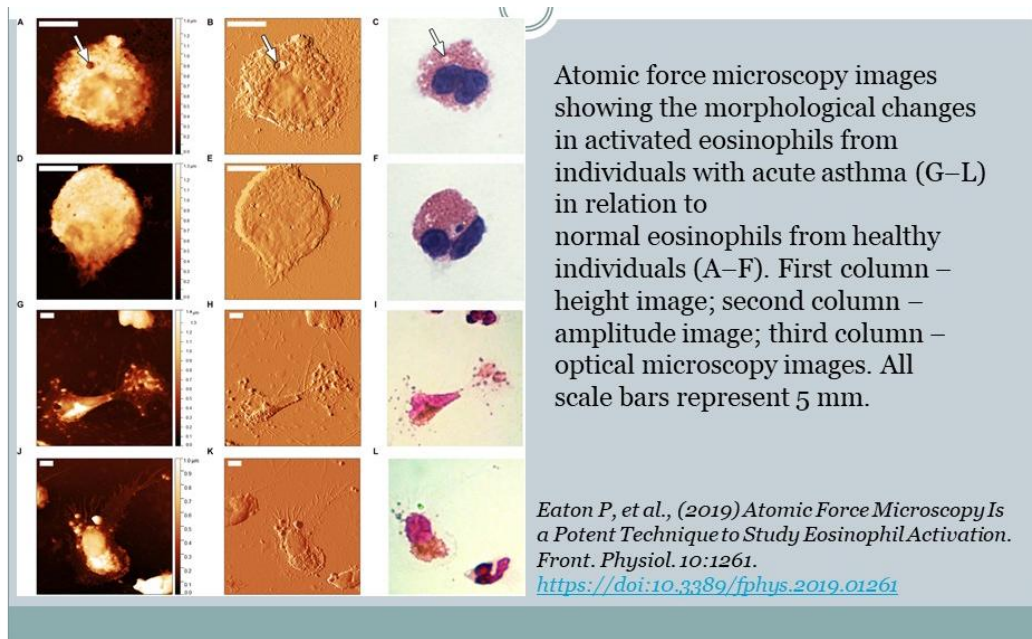 A
B
C
D
E
F
G
H
I
J
K
L
Atomic force microscopy images
showing the morphological changes
in activated eosinophils from
individuals with acute asthma (G–L)
in relation to
normal eosinophils from healthy
individuals (A–F). First column –
height image; second column –
amplitude image; third column –
optical microscopy images. All
scale bars represent 5 mm.
Eaton P, et al., (2019) Atomic Force Microscopy Is
a Potent Technique to Study Eosinophil Activation.
Front. Physiol. 10:1261.
https://doi:10.3389/fphys.2019.01261